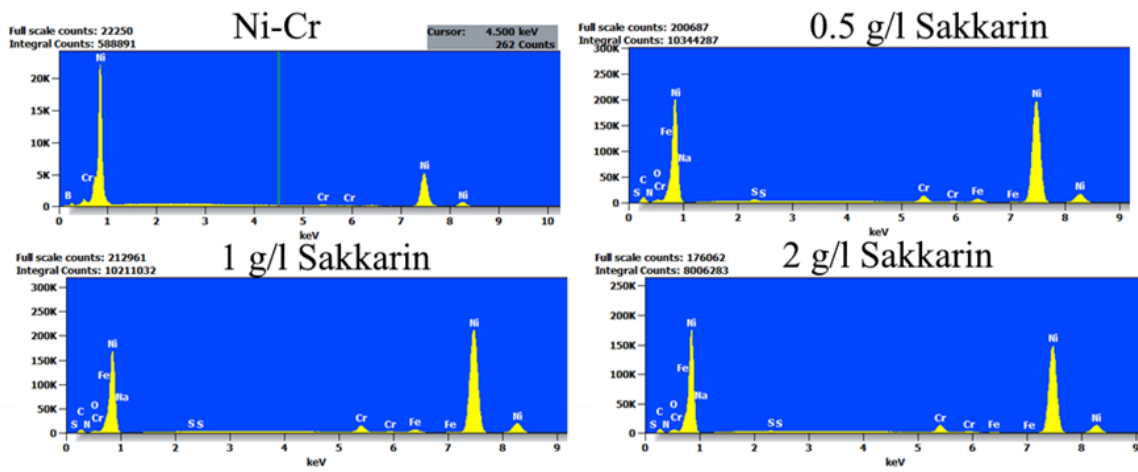 Ni-Cr
Full scale counts: 22250
Integral Counts: 588891
Cursor: 4.500 keV
262 Counts
20K
15K
10K
5K
0
Ni
B
Cr
Cr
Cr
Ni
Ni
0 1 2 3 4 5 6 7 8 9 10
keV
0.5 g/l Sakkarin
Full scale counts: 200687
Integral Counts: 10344287
300K
250K
200K
150K
100K
50K
0
Ni
Fe
Na
O
C
Cr
S
N
S S
Cr
Cr
Fe
Fe
Ni
Ni
0 1 2 3 4 5 6 7 8 9
keV
1 g/l Sakkarin
Full scale counts: 212961
Integral Counts: 10211032
300K
250K
200K
150K
100K
50K
0
Ni
Fe
Na
C
O
Cr
S
N
S S
Cr
Cr
Fe
Fe
Ni
Ni
0 1 2 3 4 5 6 7 8 9
keV
2 g/l Sakkarin
Full scale counts: 176062
Integral Counts: 8006283
200K
150K
100K
50K
0
Ni
Fe
Na
C
O
Cr
S
N
S S
Cr
Cr
Fe
Fe
Ni
Ni
0 1 2 3 4 5 6 7 8 9
keV